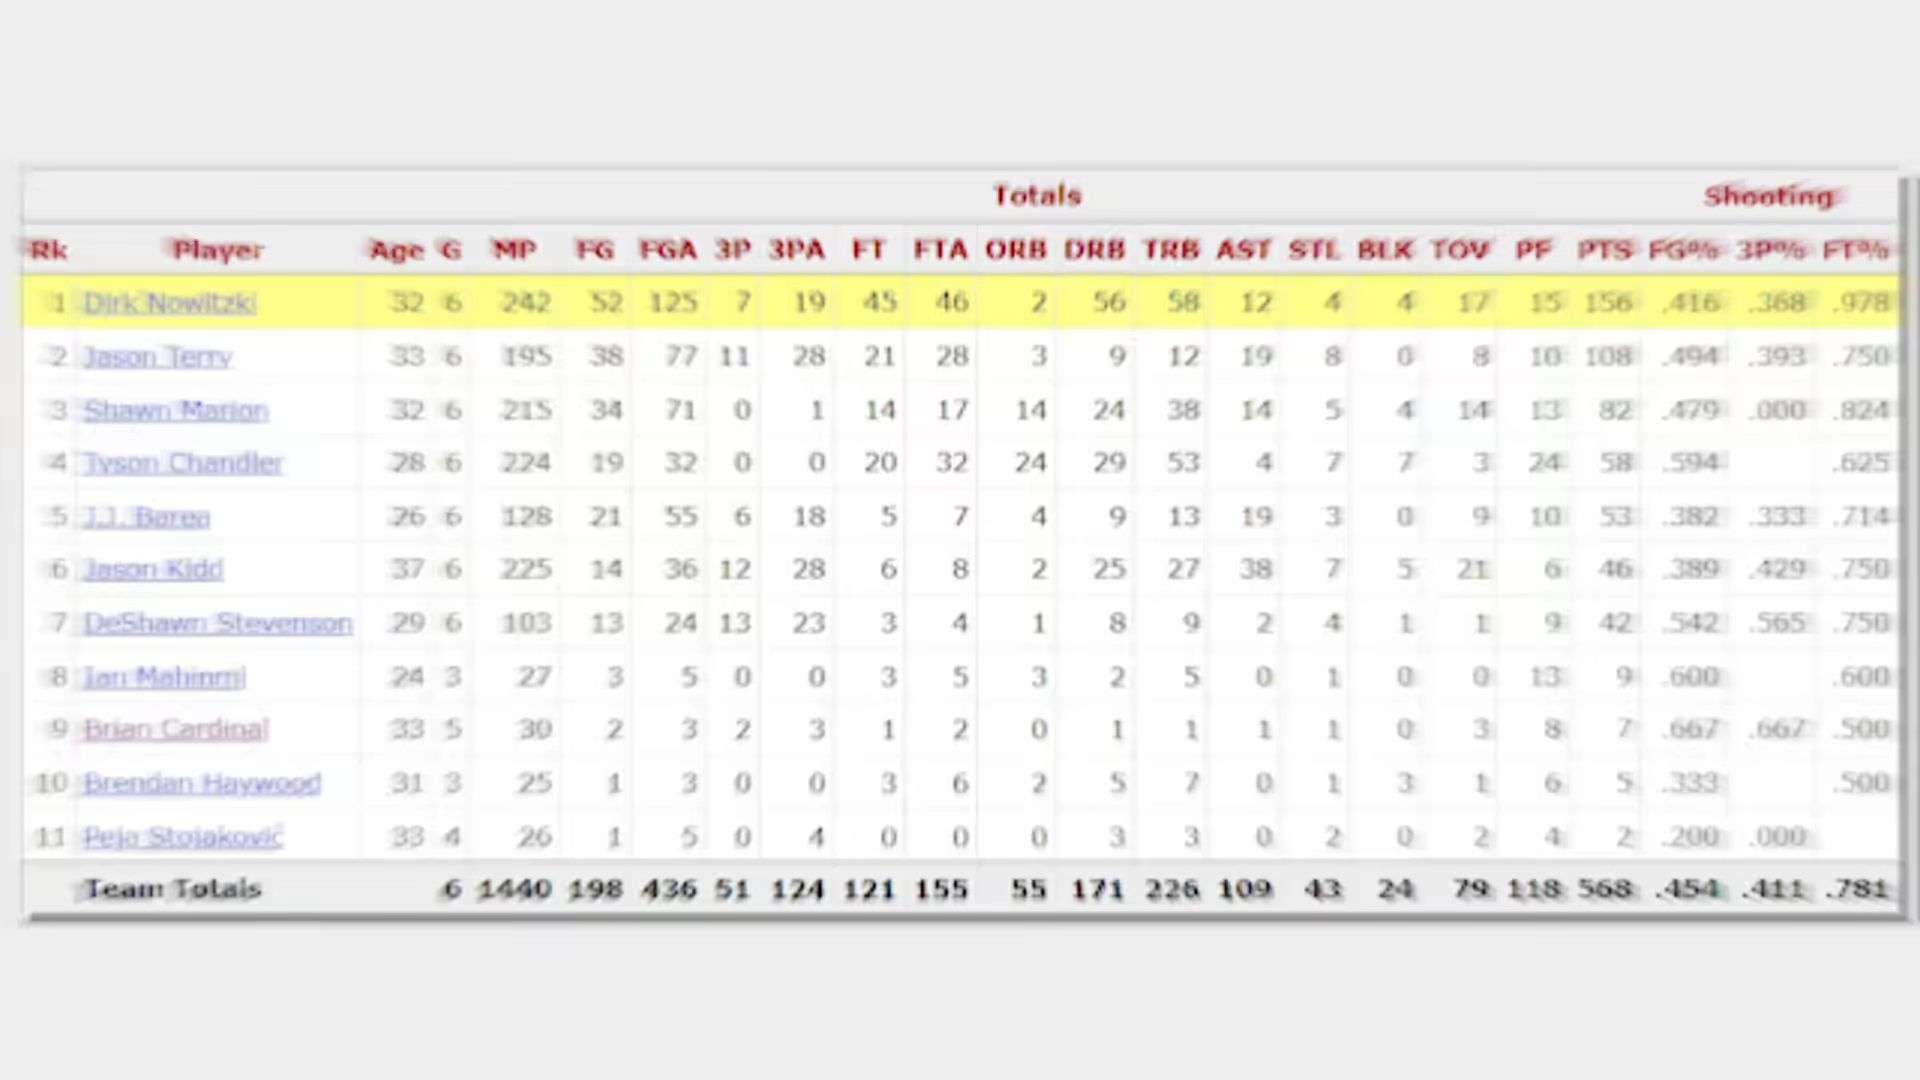 Totals Shooting
Rk Player Age G MP FG FGA 3P 3PA FT FTA ORB DRB TRB AST STL BLK TOV PF PTS FG% 3P% FT%
1 Dirk Nowitzki 32 6 242 52 125 7 19 45 46 2 56 58 12 4 4 17 15 156 .416 .368 .978
2 Jason Terry 33 6 195 38 77 11 28 21 28 3 9 12 19 8 0 8 10 108 .494 .393 .750
3 Shawn Marion 32 6 215 34 71 0 1 14 17 14 24 38 14 5 4 14 13 82 .479 .000 .824
4 Tyson Chandler 28 6 224 19 32 0 0 20 32 24 29 53 4 7 7 3 24 58 .594 .625
5 J.J. Barea 26 6 128 21 55 6 18 5 7 4 9 13 19 3 0 9 10 53 .382 .333 .714
6 Jason Kidd 37 6 225 14 36 12 28 6 8 2 25 27 38 7 5 21 6 46 .389 .429 .750
7 DeShawn Stevenson 29 6 103 13 24 13 23 3 4 1 8 9 2 4 1 1 9 42 .542 .565 .750
8 Ian Mahinmi 24 3 27 3 5 0 0 3 5 3 2 5 0 1 0 0 13 9 .600 .600
9 Brian Cardinal 33 5 30 2 3 2 3 1 2 0 1 1 1 1 0 3 8 7 .667 .667 .500
10 Brendan Haywood 31 3 25 1 3 0 0 3 6 2 5 7 0 1 3 1 6 5 .333 .500
11 Peja Stojaković 33 4 26 1 5 0 4 0 0 0 3 3 0 2 0 2 4 2 .200 .000
Team Totals 6 1440 198 436 51 124 121 155 55 171 226 109 43 24 79 118 568 .454 .411 .781